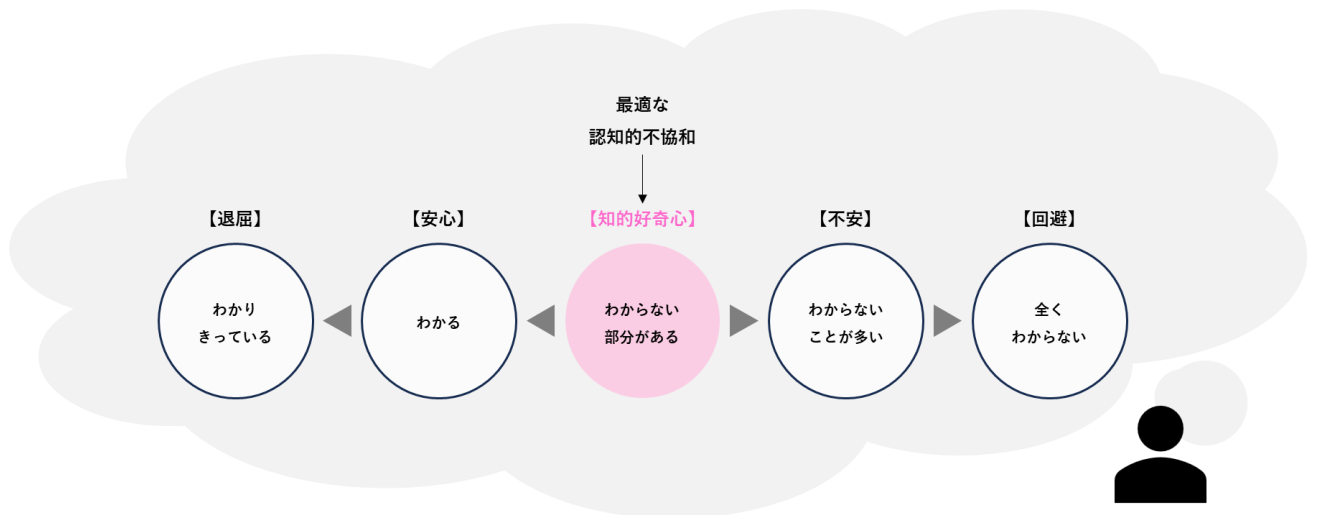 最適な
認知的不協和
【退屈】
【安心】
【知的好奇心】
【不安】
【回避】
わかり
きっている
わかる
わからない
部分がある
わからない
ことが多い
全く
わからない